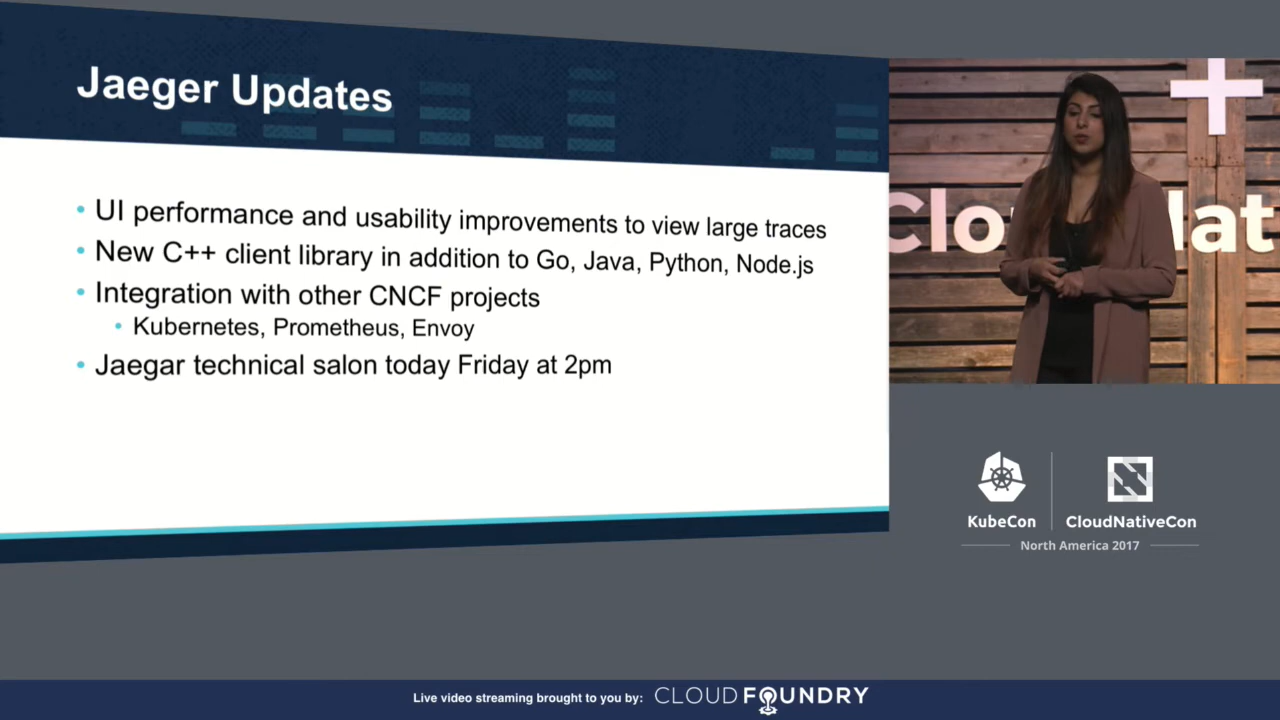 Jaeger Updates
• UI performance and usability improvements to view large traces
• New C++ client library in addition to Go, Java, Python, Node.js
• Integration with other CNCF projects
• Kubernetes, Prometheus, Envoy
• Jaegar technical salon today Friday at 2pm
Clo
Nat
KubeCon
CloudNativeCon
North America 2017
Live video streaming brought to you by: CLOUD FOUNDRY